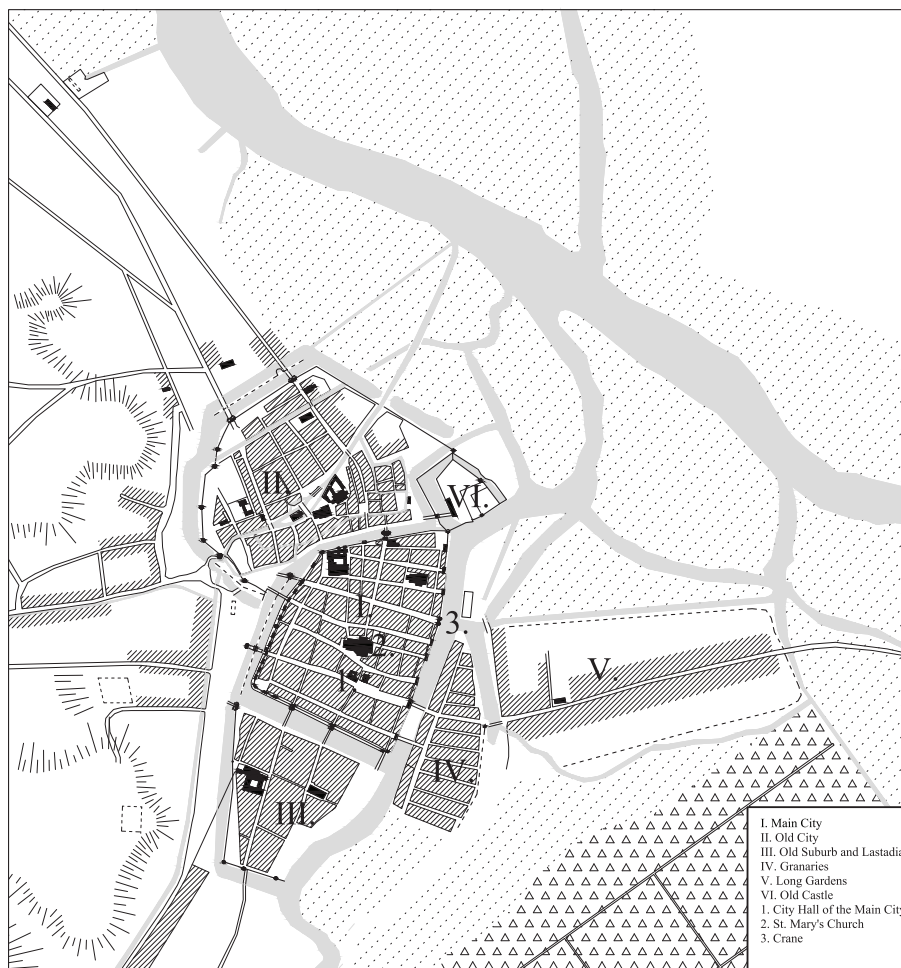 II.
VI.
I.
3.
2.
1.
V.
IV.
III.
I. Main City
II. Old City
III. Old Suburb and Lastadia
IV. Granaries
V. Long Gardens
VI. Old Castle
1. City Hall of the Main City
2. St. Mary's Church
3. Crane